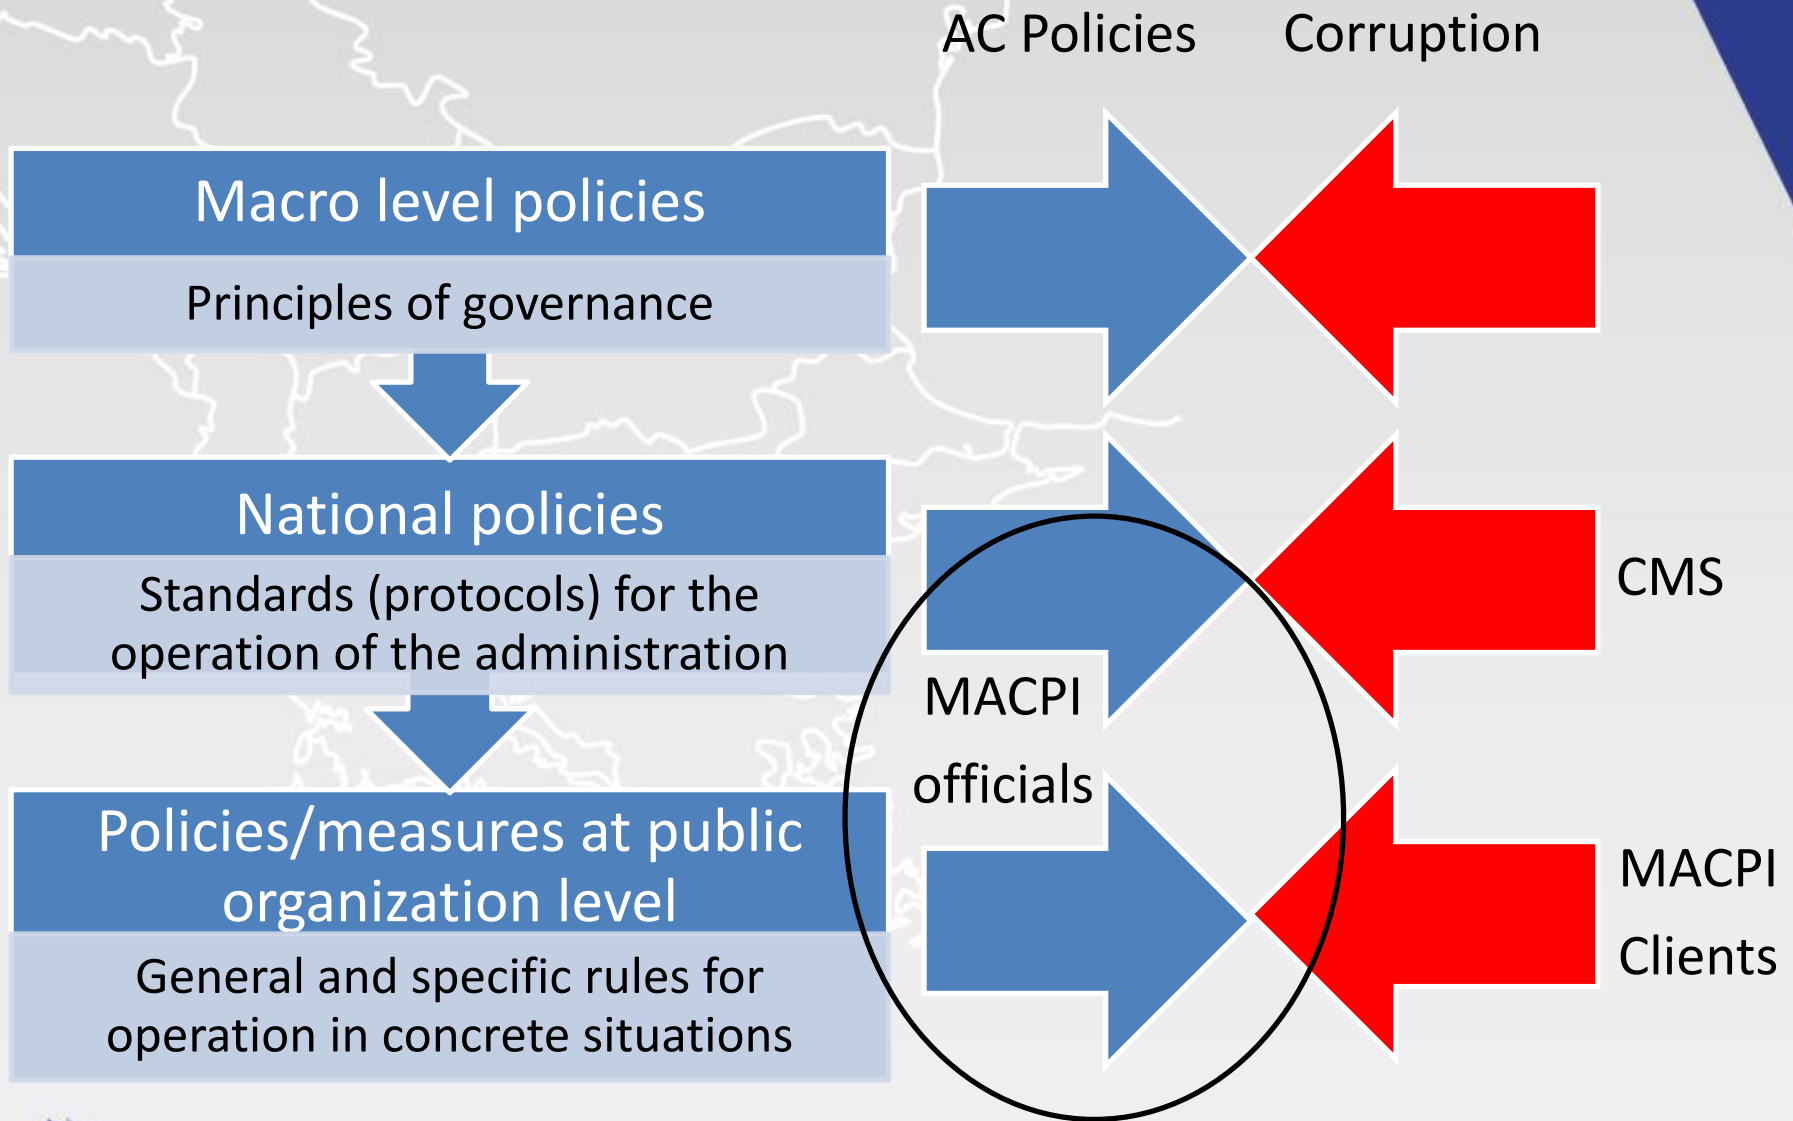 AC Policies
Corruption
Macro level policies
Principles of governance
National policies
Standards (protocols) for the
operation of the administration
CMS
MACPI
officials
Policies/measures at public
organization level
General and specific rules for
operation in concrete situations
MACPI
Clients